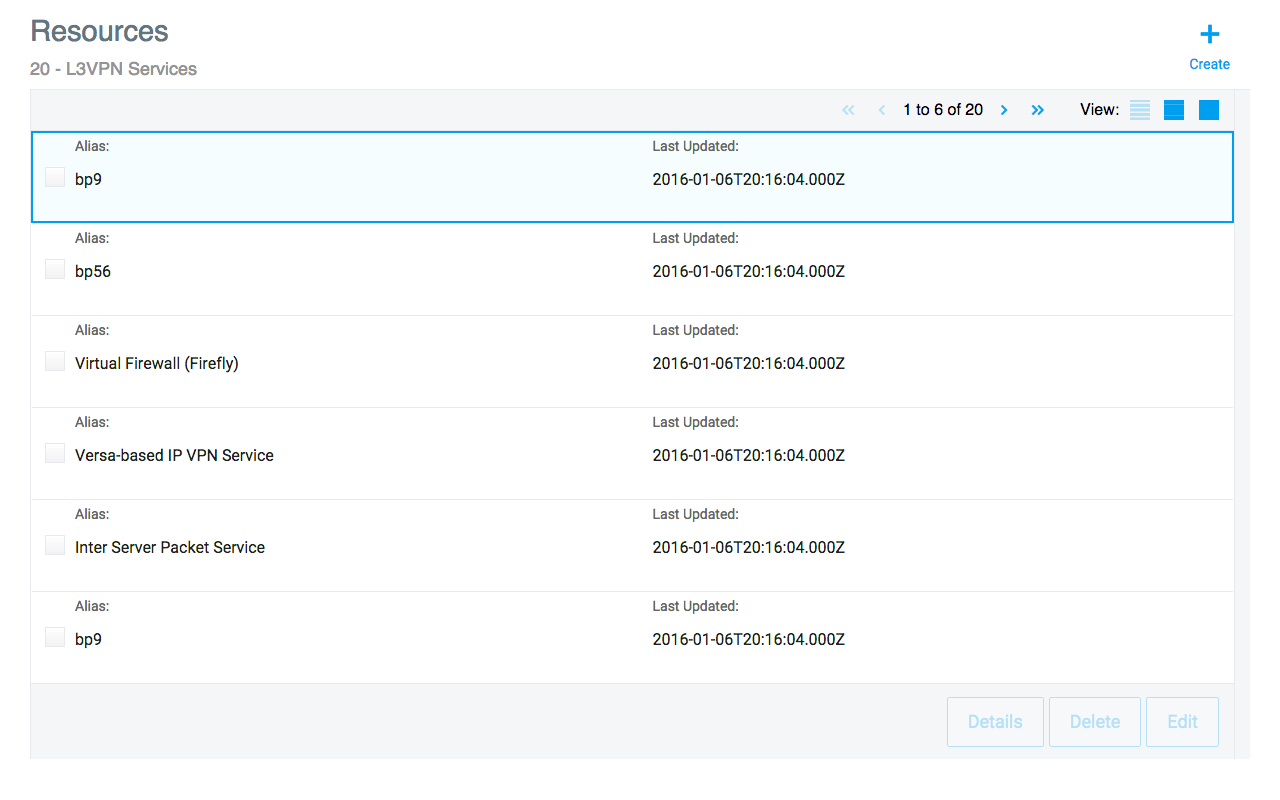 Resources
20 - L3VPN Services
Create
1 to 6 of 20 View:
Alias: Last Updated:
bp9 2016-01-06T20:16:04.000Z
Alias: Last Updated:
bp56 2016-01-06T20:16:04.000Z
Alias: Last Updated:
Virtual Firewall (Firefly) 2016-01-06T20:16:04.000Z
Alias: Last Updated:
Versa-based IP VPN Service 2016-01-06T20:16:04.000Z
Alias: Last Updated:
Inter Server Packet Service 2016-01-06T20:16:04.000Z
Alias: Last Updated:
bp9 2016-01-06T20:16:04.000Z
Details Delete Edit